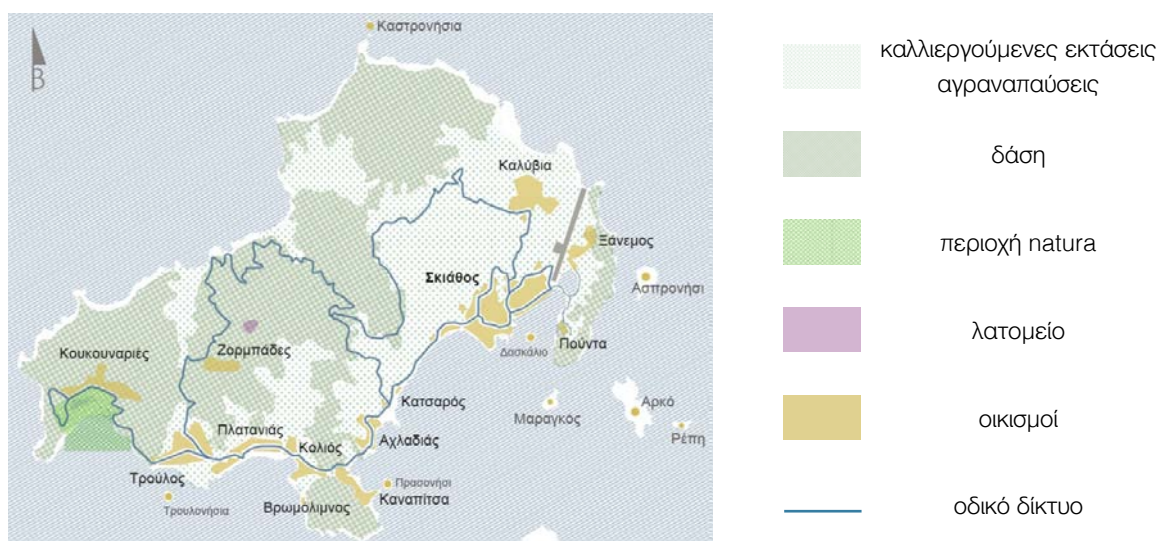 Καστρονήσια
Β
Καλύβια
Ξάνεμος
Σκιάθος
Ασπρονήσι
Δασκάλιο
Πούντα
Ζορμπάδες
Κουκουναριές
Κατσαρός
Μαραγκός
Αρκό
Ρέπη
Πλατανιάς
Κολιός
Αχλαδιάς
Τρούλος
Πρασονήσι
Τρουλονήσια
Βρωμόλιμνος
Καναπίτσα
καλλιεργούμενες εκτάσεις
αγραναπαύσεις
δάση
περιοχή natura
λατομείο
οικισμοί
οδικό δίκτυο